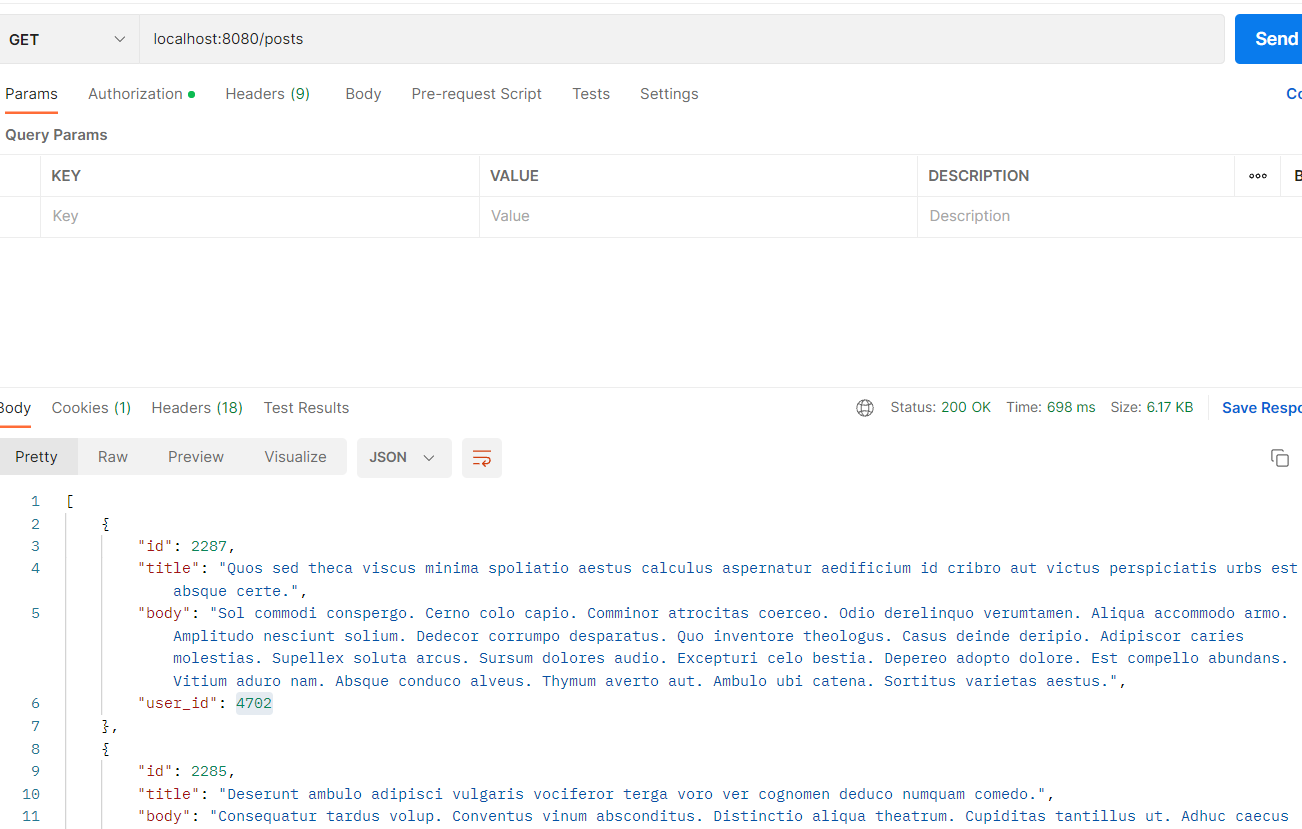 GET localhost:8080/posts Send
Params Authorization Headers (9) Body Pre-request Script Tests Settings
Query Params
KEY VALUE DESCRIPTION
Key Value Description
Body Cookies (1) Headers (18) Test Results Status: 200 OK Time: 698 ms Size: 6.17 KB Save Respo
Pretty Raw Preview Visualize JSON
1 [
2 {
3 "id": 2287,
4 "title": "Quos sed theca viscus minima spoliatio aestus calculus aspernatur aedificium id cribro aut victus perspiciatis urbs est
absque certe.",
5 "body": "Sol commodi conspergo. Cerno colo capio. Comminor atrocitas coerceo. Odio derelinquo verumtamen. Aliqua accommodo armo.
Amplitudo nesciunt solium. Dedecor corrumpo desparatus. Quo inventore theologus. Casus deinde deripio. Adipiscor caries
molestias. Supellex soluta arcus. Sursum dolores audio. Excepturi celo bestia. Depereo adopto dolore. Est compello abundans.
Vitium aduro nam. Absque conduco alveus. Thymum averto aut. Ambulo ubi catena. Sortitus varietas aestus.",
6 "user_id": 4702
7 },
8 {
9 "id": 2285,
10 "title": "Deserunt ambulo adipisci vulgaris vociferor terga voro ver cognomen deduco numquam comedo.",
11 "body": "Consequatur tardus volup. Conventus vinum absconditus. Distinctio aliqua theatrum. Cupiditas tantillus ut. Adhuc caecus